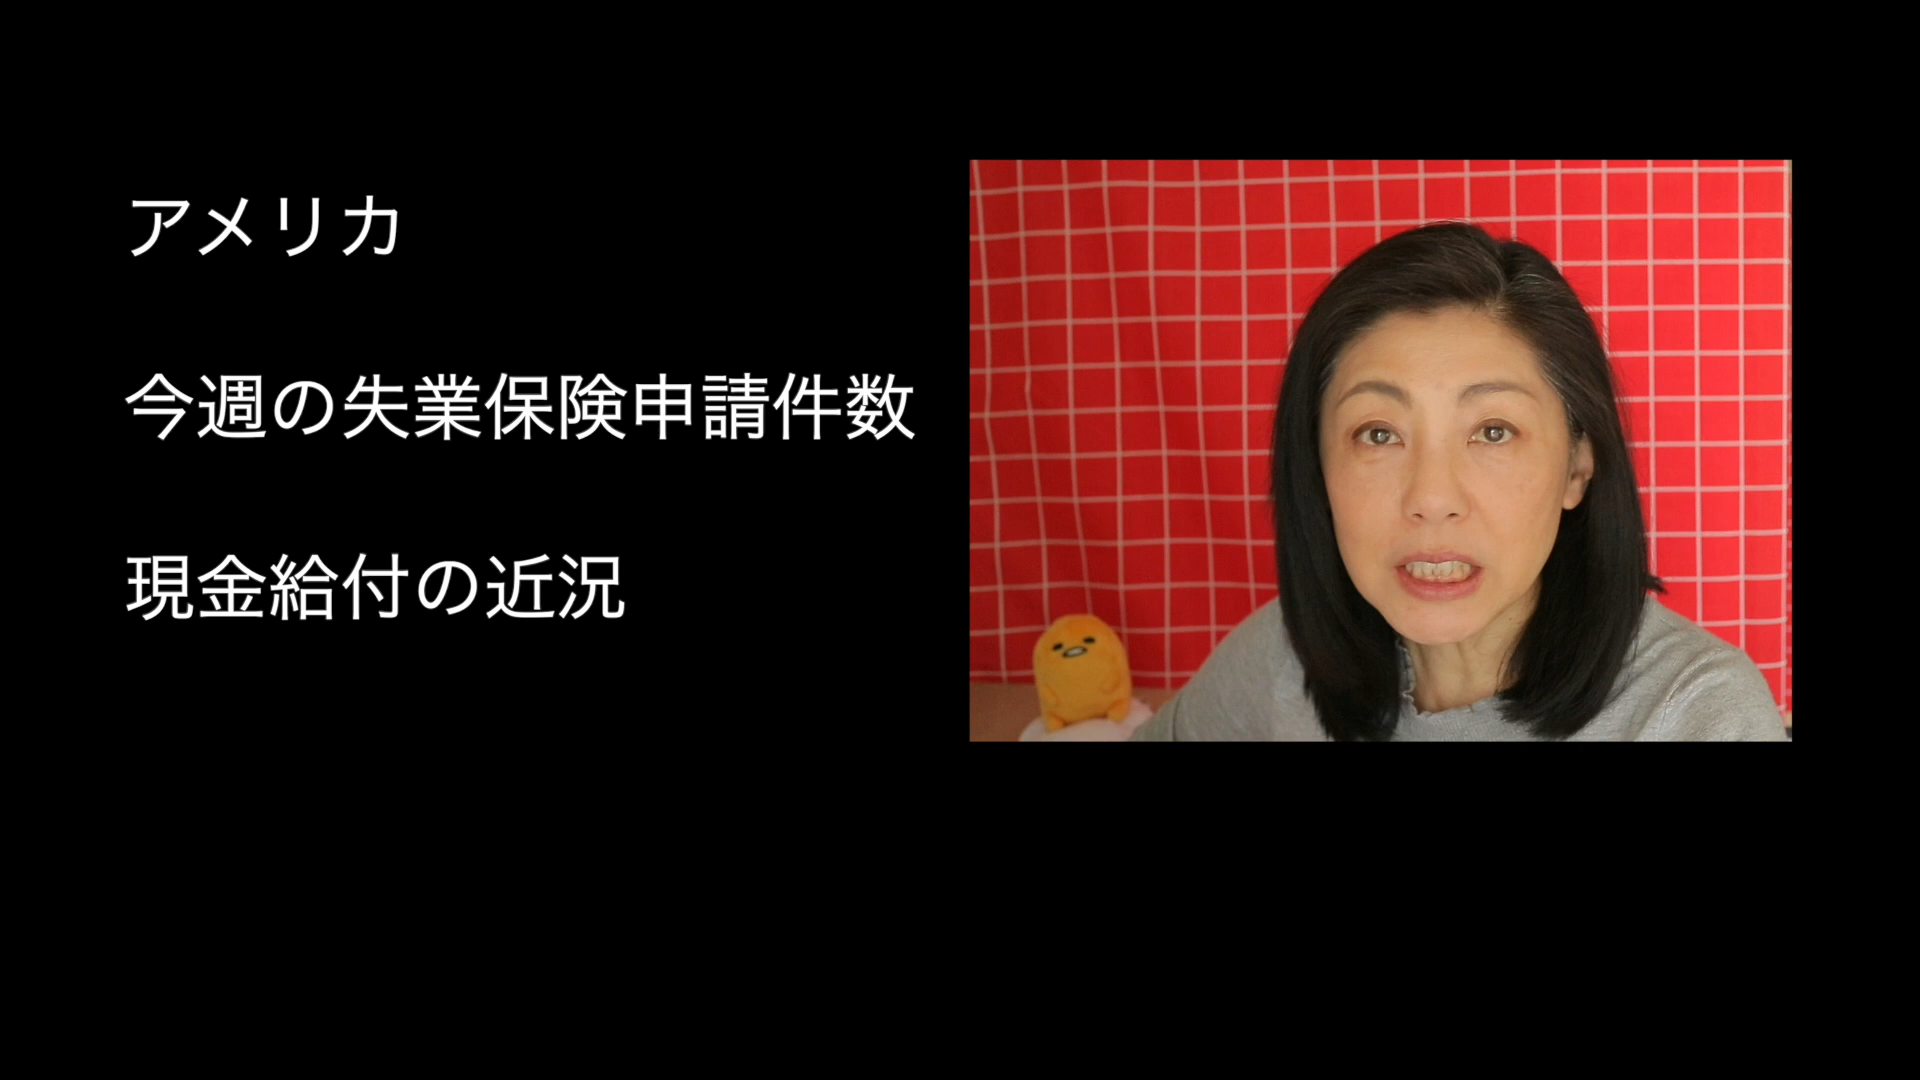 アメリカ
今週の失業保険申請件数
現金給付の近況